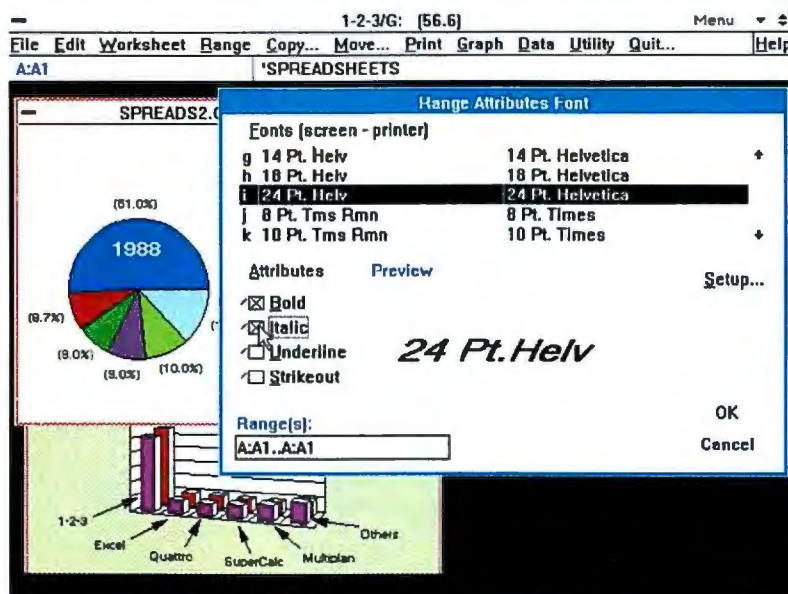 1-2-3/G: [56.6]
Menu
File Edit Worksheet Range Copy... Move... Print Graph Data Utility Quit... Help
A:A1 'SPREADSHEETS
SPREADS2.
Range Attributes Font
Fonts (screen - printer)
g 14 Pt. Helv 14 Pt. Helvetica
h 18 Pt. Helv 18 Pt. Helvetica
i 24 Pt. Helv 24 Pt. Helvetica
j 8 Pt. Tms Rmn 8 Pt. Times
k 10 Pt. Tms Rmn 10 Pt. Times
Attributes
Preview
Setup...
Bold
Italic
Underline
Strikeout
24 Pt.Helv
Range(s):
A:A1..A:A1
OK
Cancel
(61.0%)
1988
(9.7%)
(9.0%)
(9.0%)
(10.0%)
1-2-3
Excel
Quattro
SuperCalc
Multiplan
Others